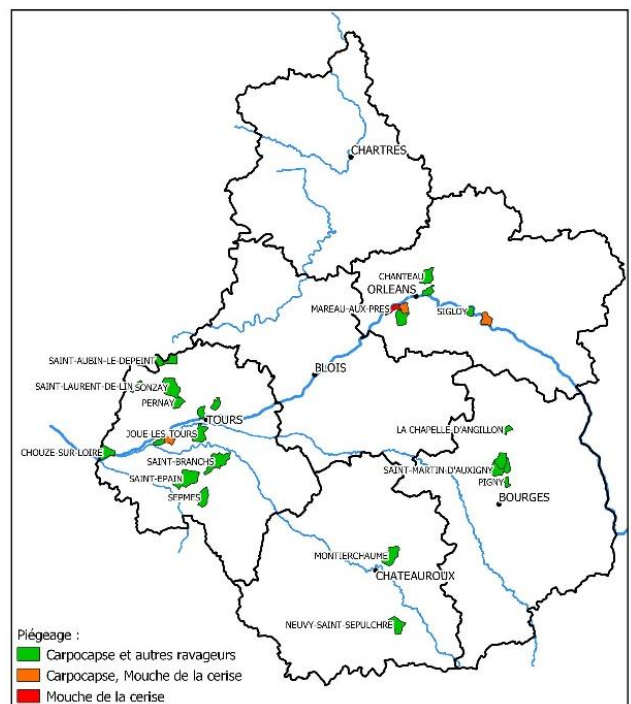 CHARTRES
CHANTEAU
ORLEANS
MAREAU-AUX-PRES
SIGLOY
SAINT-AUBIN-LE-DEPEINT
BLOIS
SAINT-LAURENT-DE-LIN
SONZAY
PERNAY
TOURS
JOUE-LES-TOURS
LA CHAPELLE D'ANGILLON
CHOUZE-SUR-LOIRE
SAINT-BRANCHS
SAINT-MARTIN-D'AUXIGNY
SAINT-EPAIN
PIGNY
SEPMES
BOURGES
MONTIERCHAUME
CHATEAUROUX
NEUVY-SAINT-SEPULCHRE
Piégeage :
Carpocapse et autres ravageurs
Carpocapse, Mouche de la cerise
Mouche de la cerise